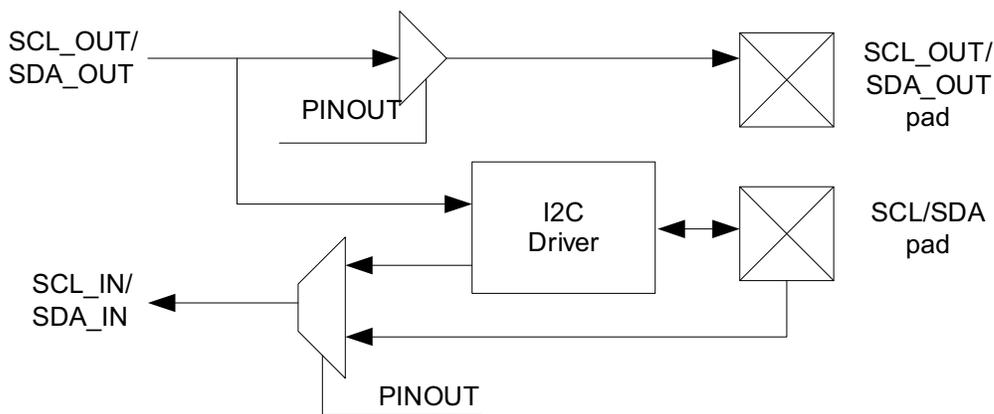 SCL_OUT/
SDA_OUT
PINOUT
SCL_OUT/
SDA_OUT
pad
I2C
Driver
SCL/SDA
pad
SCL_IN/
SDA_IN
PINOUT